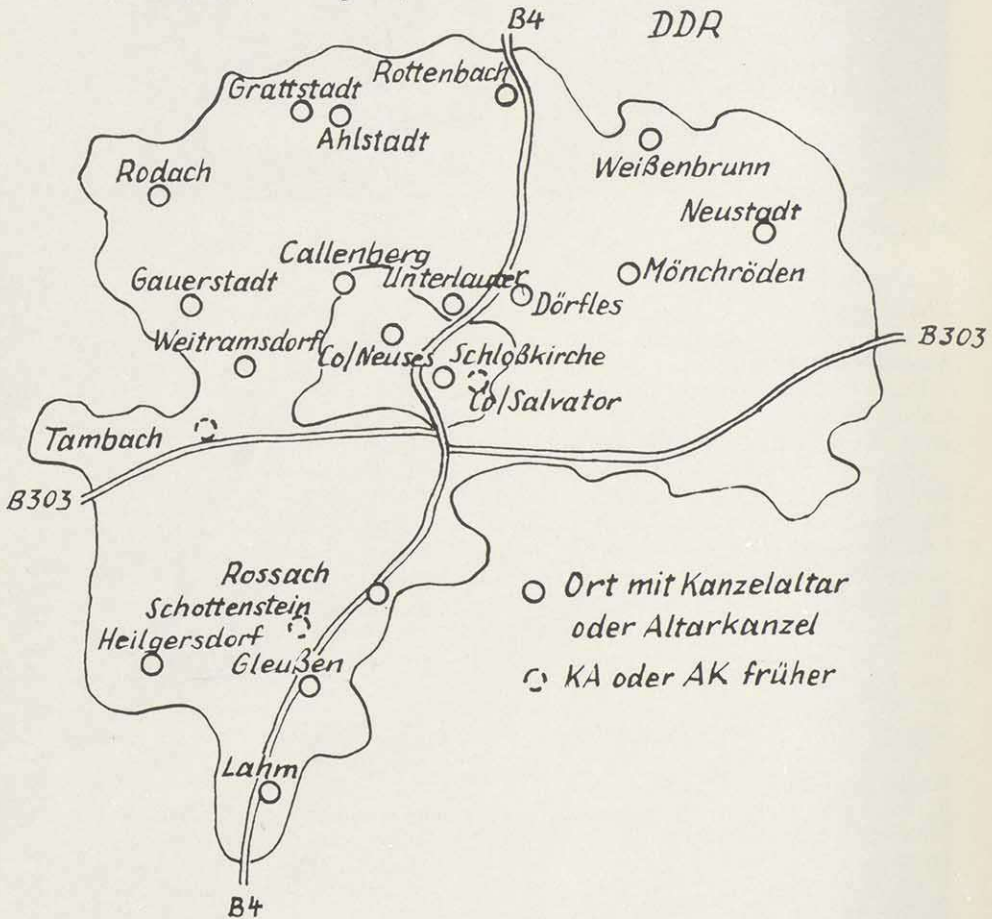 B4
DDR
Rottenbach
Grattstadt
Ahlstadt
Weißenbrunn
Rodach
Neustadt
Callenberg
Mönchröden
Gauerstadt
Unterlauter
Dörfles
Weitramsdorf
Co/Neuses
Schloßkirche
B303
Co/Salvator
Tambach
B303
Rossach
Ort mit Kanzelaltar
oder Altarkanzel
Schottenstein
Heilgersdorf
Gleußen
KA oder AK früher
Lahm
B4